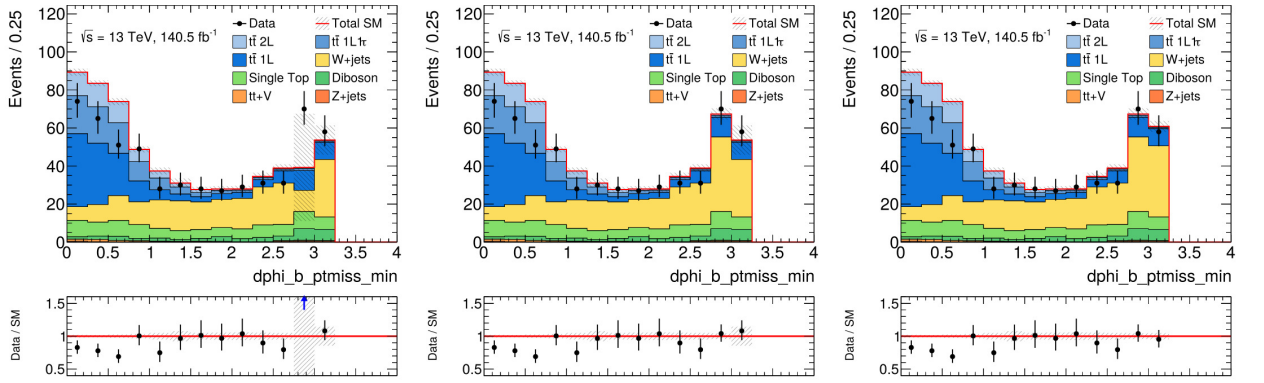 Events / 0.25
120
100
80
60
40
20
0
√s = 13 TeV, 140.5 fb-1
Data
Total SM
tt̄ 2L
tt̄ 1L1τ
tt̄ 1L
W+jets
Single Top
Diboson
tt+V
Z+jets
0 0.5 1 1.5 2 2.5 3 3.5 4
dphi_b_ptmiss_min
Data / SM
1.5
1
0.5
Events / 0.25
120
100
80
60
40
20
0
√s = 13 TeV, 140.5 fb-1
Data
Total SM
tt̄ 2L
tt̄ 1L1τ
tt̄ 1L
W+jets
Single Top
Diboson
tt+V
Z+jets
0 0.5 1 1.5 2 2.5 3 3.5 4
dphi_b_ptmiss_min
Data / SM
1.5
1
0.5
Events / 0.25
120
100
80
60
40
20
0
√s = 13 TeV, 140.5 fb-1
Data
Total SM
tt̄ 2L
tt̄ 1L1τ
tt̄ 1L
W+jets
Single Top
Diboson
tt+V
Z+jets
0 0.5 1 1.5 2 2.5 3 3.5 4
dphi_b_ptmiss_min
Data / SM
1.5
1
0.5